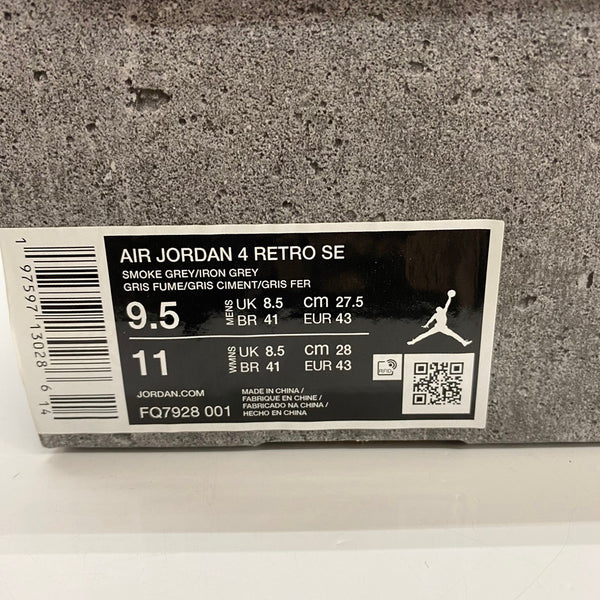 1 97597 13028 6 14
AIR JORDAN 4 RETRO SE
SMOKE GREY/IRON GREY
GRIS FUME/GRIS CIMENT/GRIS FER
9.5 MENS UK 8.5 cm 27.5
BR 41 EUR 43
11 WMNS UK 8.5 cm 28
BR 41 EUR 43
JORDAN.COM
FQ7928 001
MADE IN CHINA /
FABRIQUE EN CHINE /
FABRICADO NA CHINA /
HECHO EN CHINA
RFID